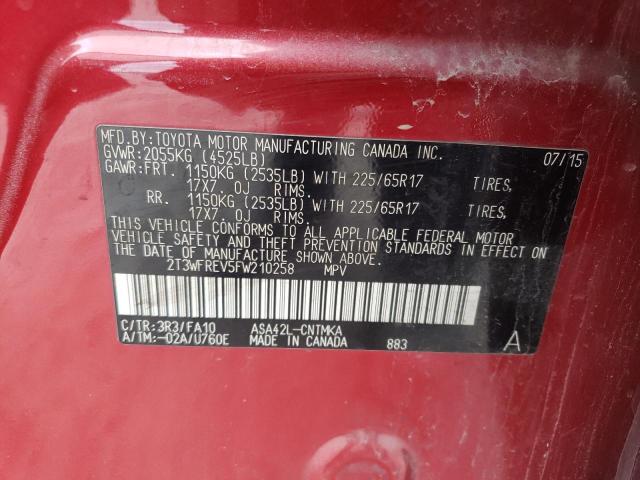 MFD.BY:TOYOTA MOTOR MANUFACTURING CANADA INC. 07/15
GVWR:2055KG (4525LB)
GAWR:FRT. 1150KG (2535LB) WITH 225/65R17 TIRES,
17X7.0J RIMS.
RR. 1150KG (2535LB) WITH 225/65R17 TIRES,
17X7.0J RIMS.
THIS VEHICLE CONFORMS TO ALL APPLICABLE FEDERAL MOTOR
VEHICLE SAFETY AND THEFT PREVENTION STANDARDS IN EFFECT ON
THE DATE OF MANUFACTURE SHOWN ABOVE.
2T3WFREV5FW210258 MPV
C/TR:3R3/FA10 ASA42L-CNTMKA
A/TM:-02A/U760E MADE IN CANADA 883 A